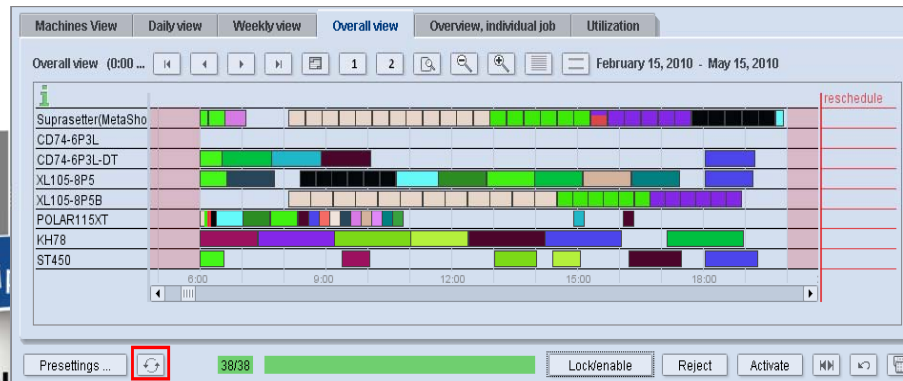 Machines View Daily view Weekly view Overall view Overview, individual job Utilization
Overall view (0:00 ... 1 2 February 15, 2010 - May 15, 2010
reschedule
Suprasetter(MetaSho
CD74-6P3L
CD74-6P3L-DT
XL105-8P5
XL105-8P5B
POLAR115XT
KH78
ST450
6:00 9:00 12:00 15:00 18:00
Presettings ... 38/38 Lock/enable Reject Activate